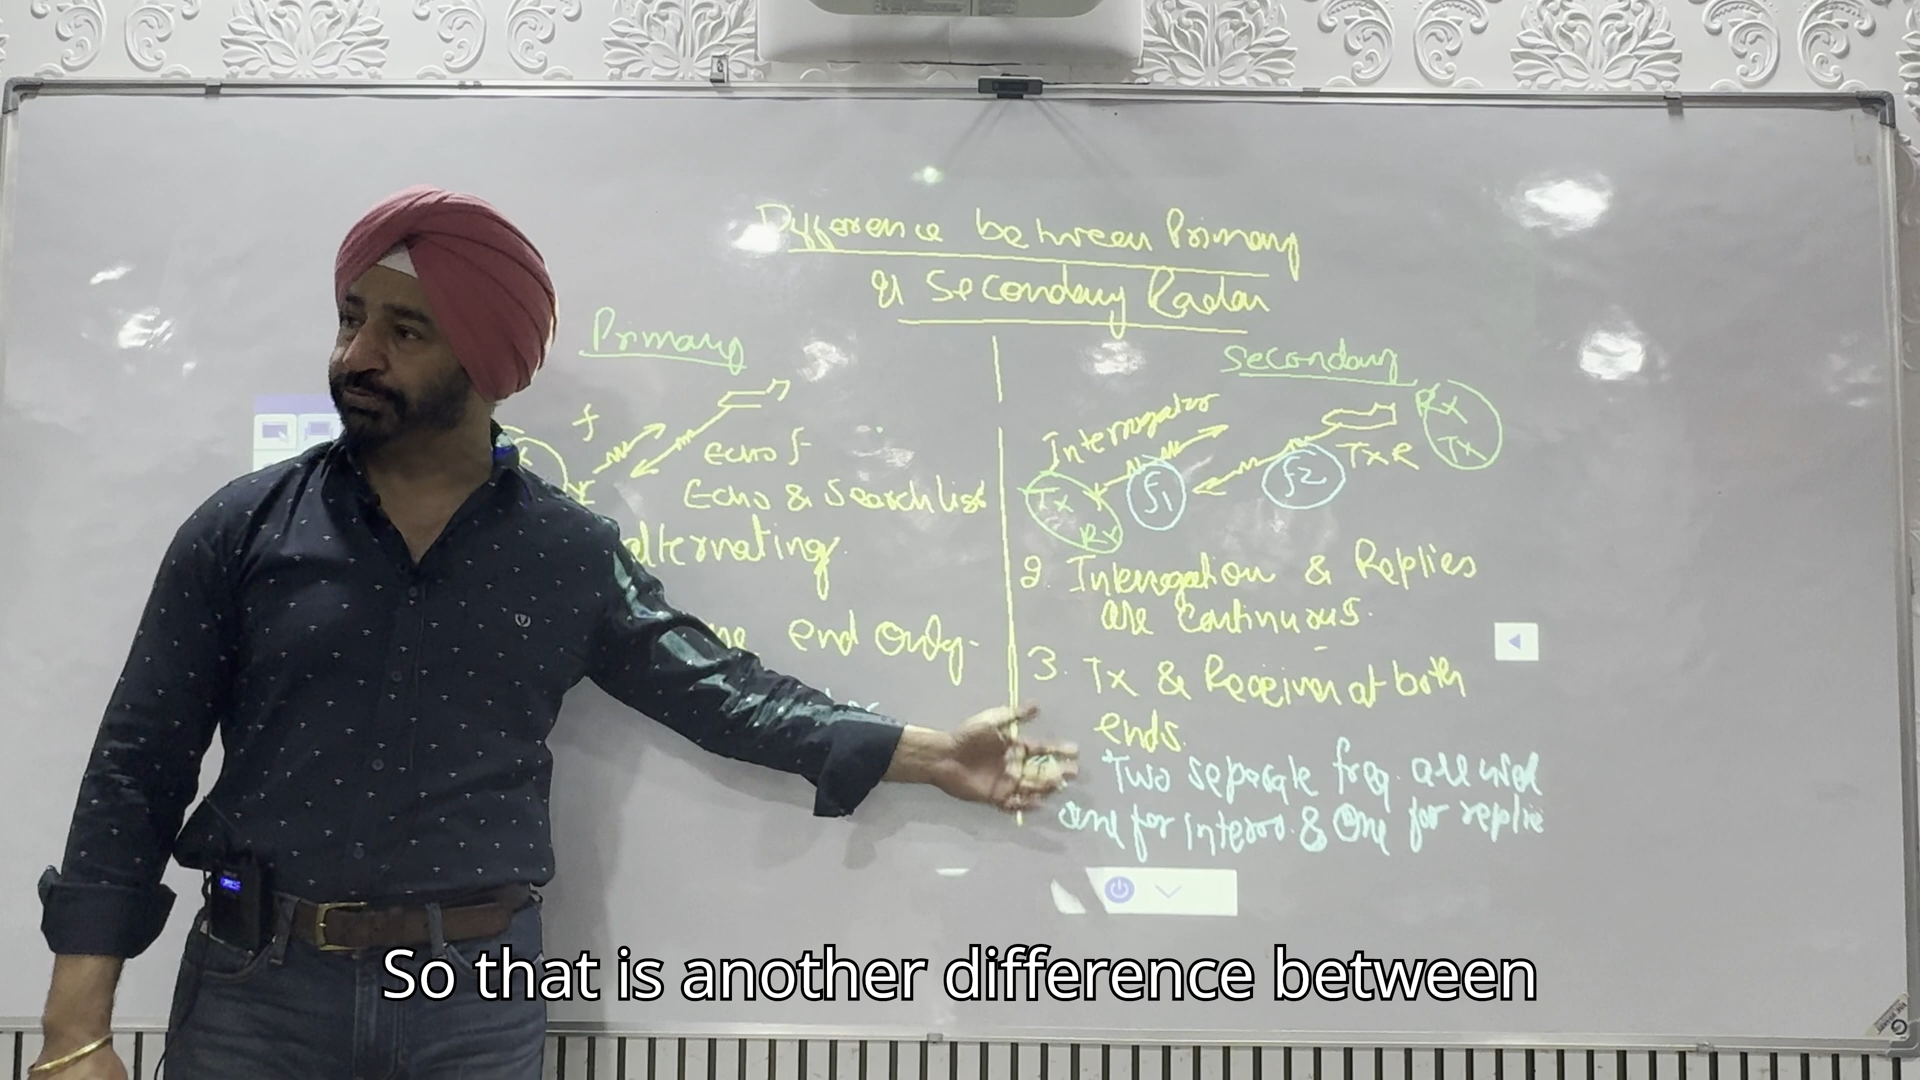 Difference between Primary
& Secondary Radar
Primary
f
Echo f
Echo & Search list
alternating.
end only.
Secondary
Rx
Tx
Interrogator
TxR
Tx
Rx
f1
f2
2. Interrogation & Replies
are continuous.
3. Tx & Receiver at both
ends.
Two separate freq. are used
one for interro. & one for replie
So that is another difference between